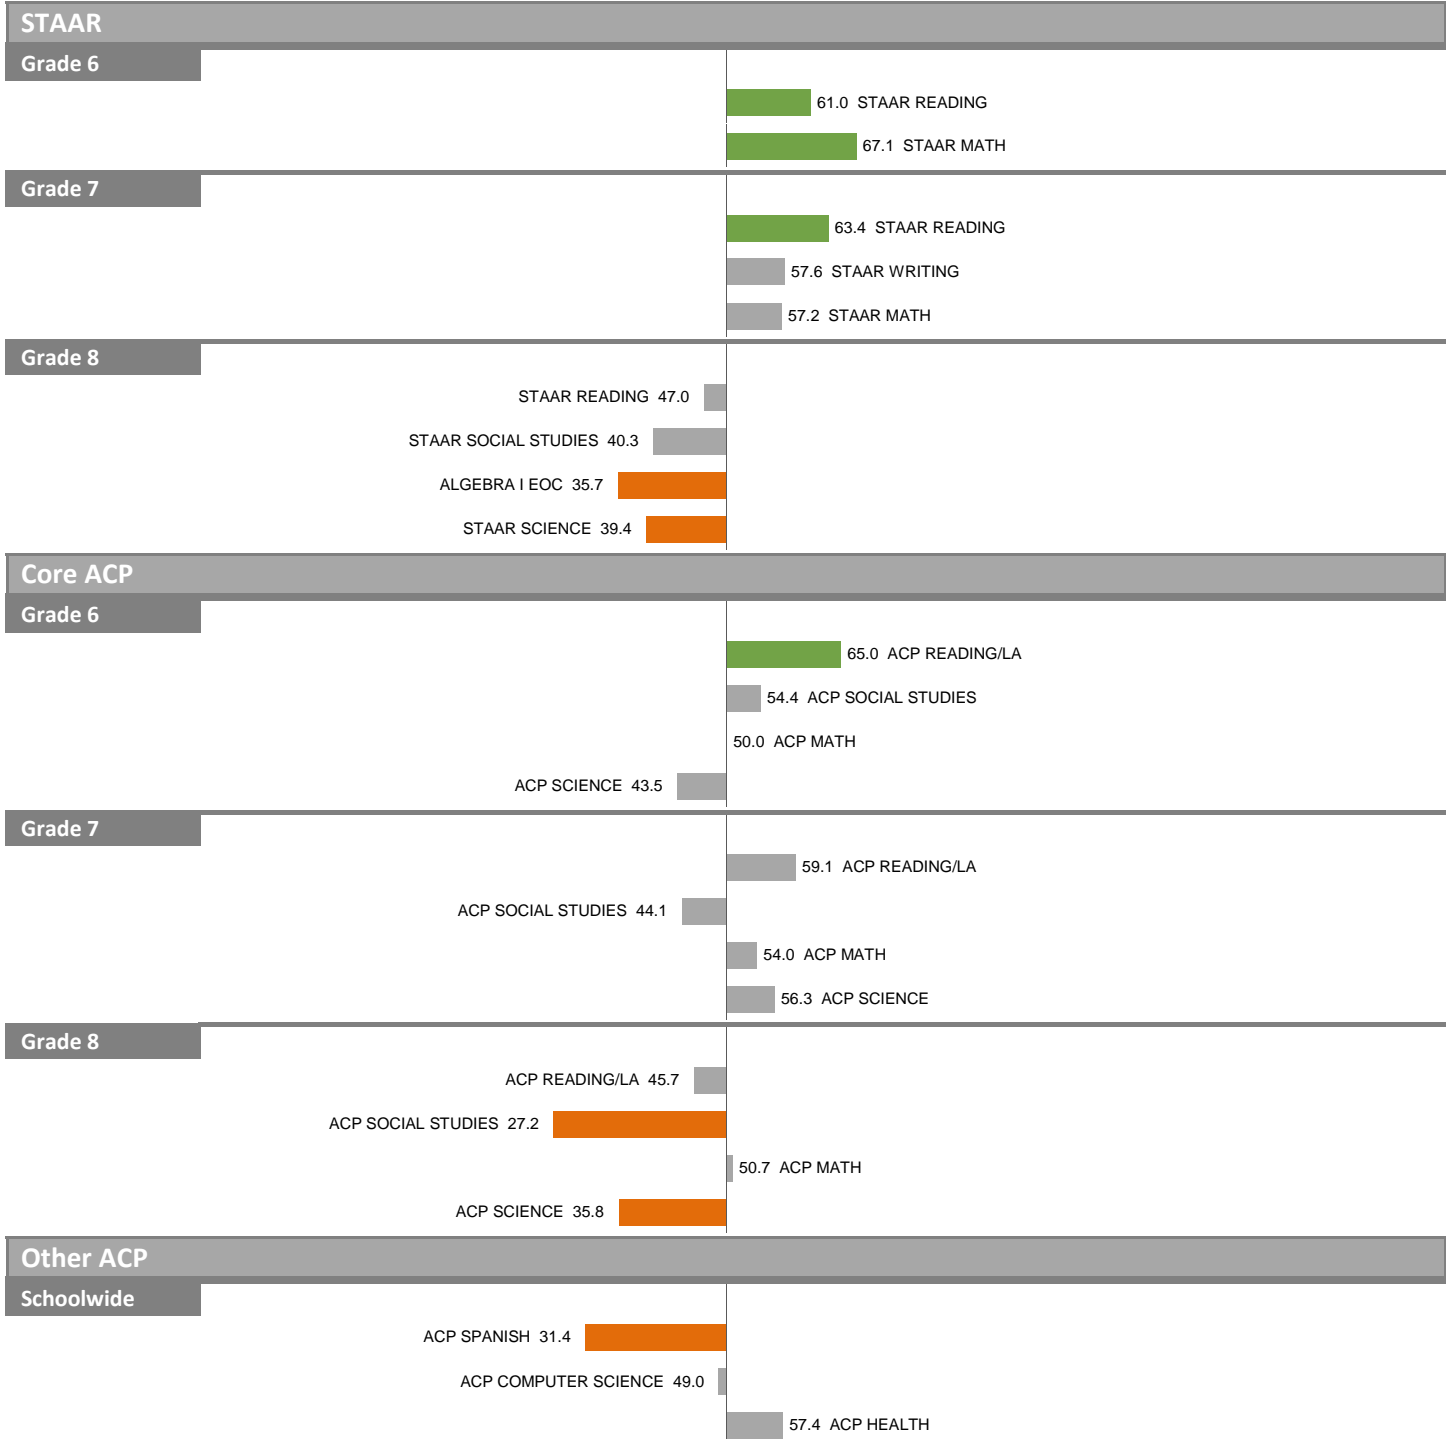 STAAR
Grade 6
61.0 STAAR READING
67.1 STAAR MATH
Grade 7
63.4 STAAR READING
57.6 STAAR WRITING
57.2 STAAR MATH
Grade 8
STAAR READING 47.0
STAAR SOCIAL STUDIES 40.3
ALGEBRA I EOC 35.7
STAAR SCIENCE 39.4
Core ACP
Grade 6
65.0 ACP READING/LA
54.4 ACP SOCIAL STUDIES
50.0 ACP MATH
ACP SCIENCE 43.5
Grade 7
59.1 ACP READING/LA
ACP SOCIAL STUDIES 44.1
54.0 ACP MATH
56.3 ACP SCIENCE
Grade 8
ACP READING/LA 45.7
ACP SOCIAL STUDIES 27.2
50.7 ACP MATH
ACP SCIENCE 35.8
Other ACP
Schoolwide
ACP SPANISH 31.4
ACP COMPUTER SCIENCE 49.0
57.4 ACP HEALTH